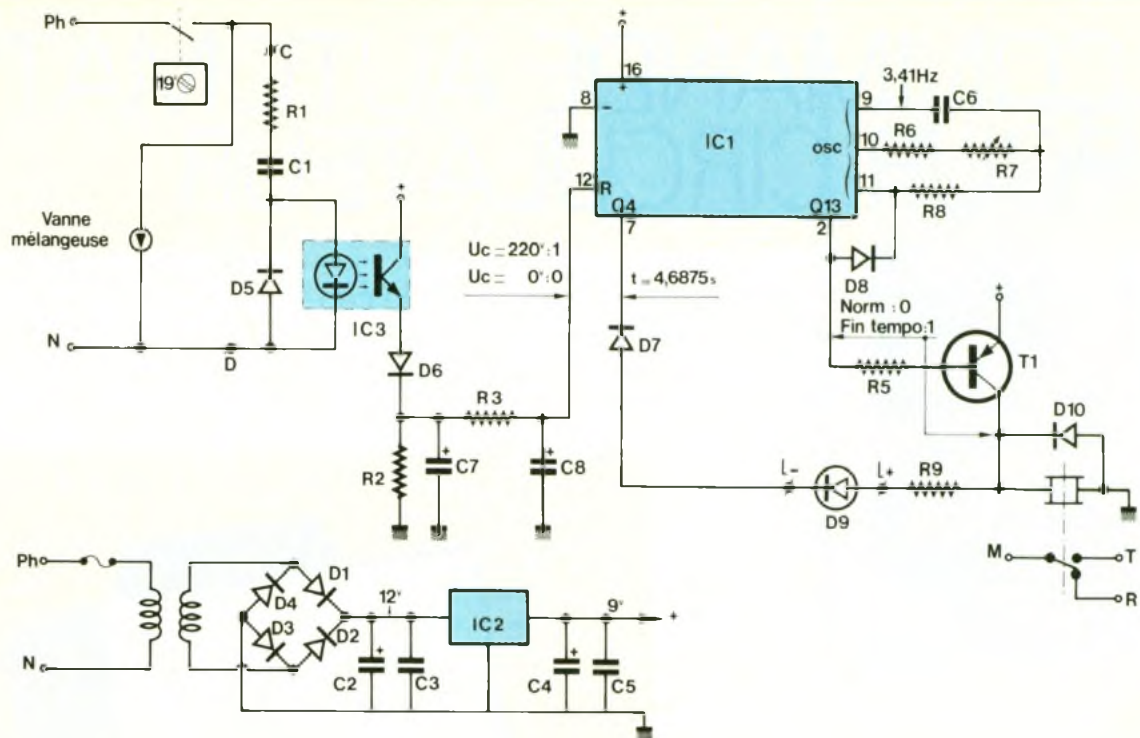 Ph
C
19°
R1
C1
Vanne
mélangeuse
D5
IC3
N
D
D6
R3
R2
C7
C8
+
+
16
+
8
-
IC1
12
R
Q4
7
osc
Q13
2
9
10
11
3,41Hz
C6
R6
R7
R8
Uc = 220v:1
Uc = 0v:0
t = 4,6875s
D7
D8
Norm : 0
Fin tempo:1
R5
+
T1
D10
L-
D9
L+
R9
M
T
R
Ph
N
D1
D4
D3
D2
12v
+
C2
C3
IC2
9v
+
+
C4
C5